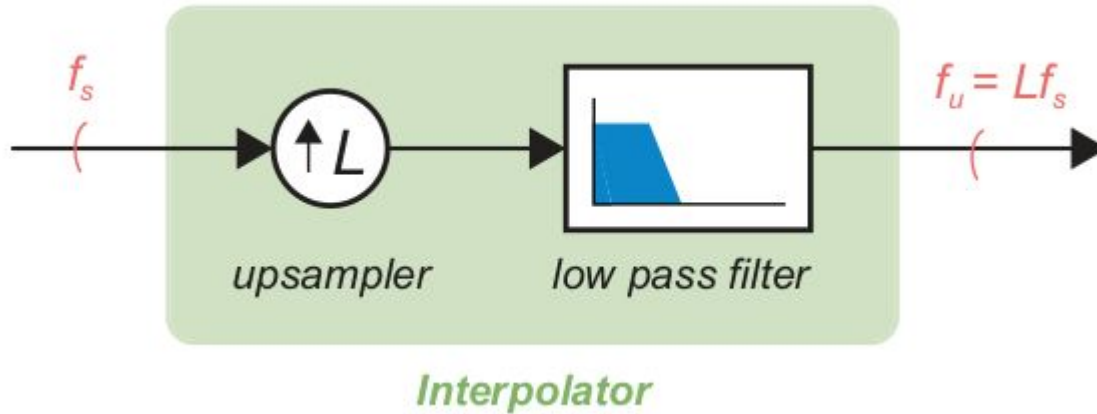 fₛ
↑L
fᵤ = Lfₛ
upsampler
low pass filter
Interpolator